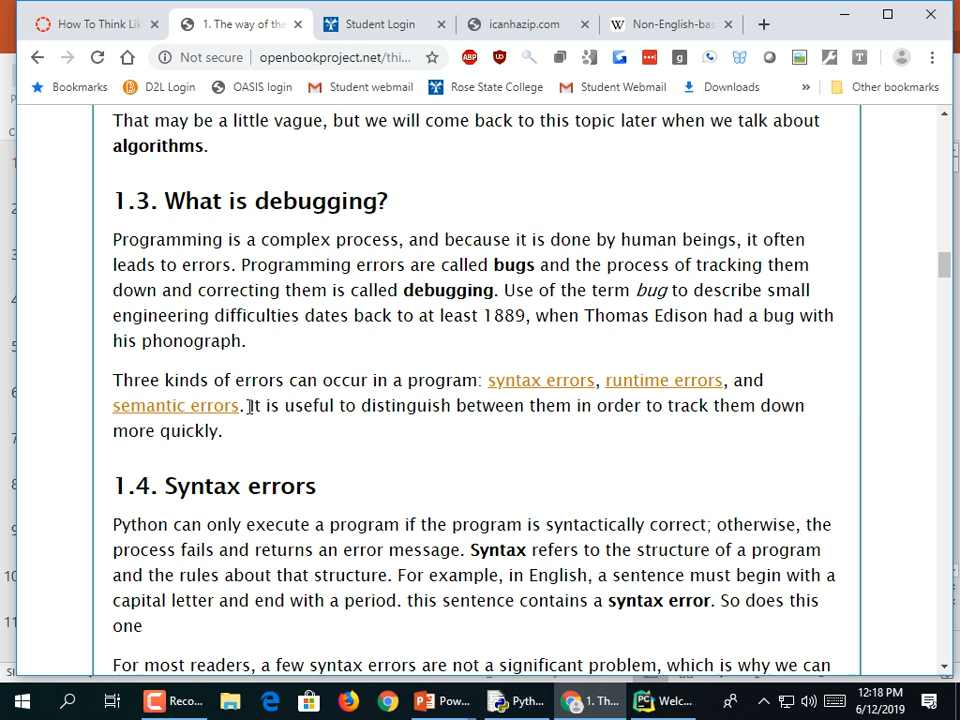 How To Think Lik
1. The way of the
Student Login
icanhazip.com
Non-English-bas
Not secure
openbookproject.net/thi...
Bookmarks
D2L Login
OASIS login
Student webmail
Rose State College
Student Webmail
Downloads
»
Other bookmarks
That may be a little vague, but we will come back to this topic later when we talk about
algorithms.
1.3. What is debugging?
Programming is a complex process, and because it is done by human beings, it often
leads to errors. Programming errors are called bugs and the process of tracking them
down and correcting them is called debugging. Use of the term bug to describe small
engineering difficulties dates back to at least 1889, when Thomas Edison had a bug with
his phonograph.
Three kinds of errors can occur in a program: syntax errors, runtime errors, and
semantic errors. It is useful to distinguish between them in order to track them down
more quickly.
1.4. Syntax errors
Python can only execute a program if the program is syntactically correct; otherwise, the
process fails and returns an error message. Syntax refers to the structure of a program
and the rules about that structure. For example, in English, a sentence must begin with a
capital letter and end with a period. this sentence contains a syntax error. So does this
one
For most readers, a few syntax errors are not a significant problem, which is why we can
Reco...
Pow...
Pyth...
1. Th...
Welc...
12:18 PM
6/12/2019